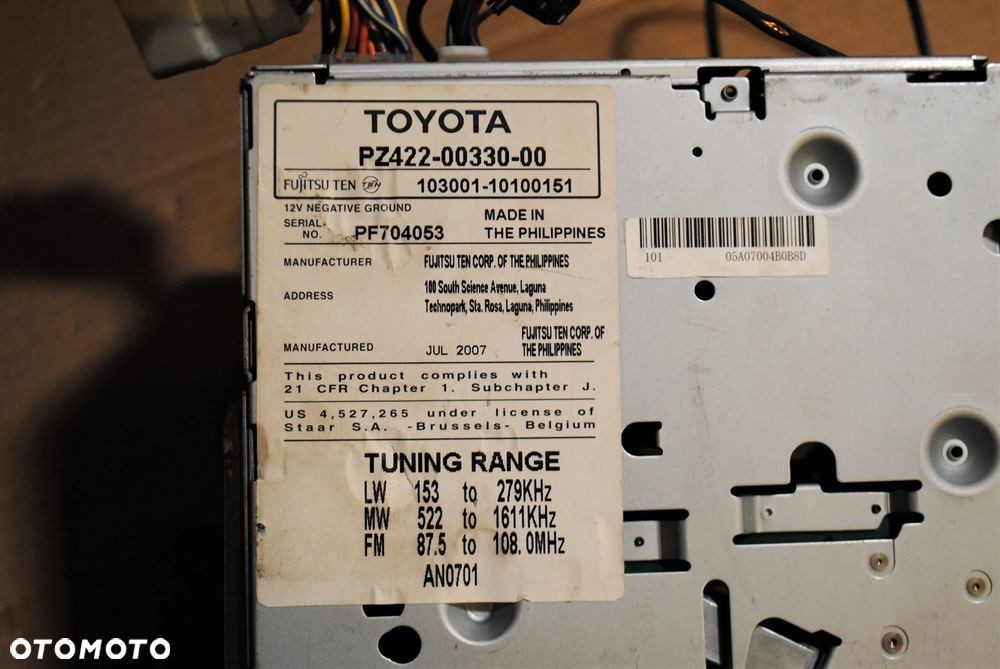 TOYOTA
PZ422-00330-00
FUJITSU TEN TEN 103001-10100151
12V NEGATIVE GROUND
SERIAL NO. PF704053
MADE IN THE PHILIPPINES
MANUFACTURER FUJITSU TEN CORP. OF THE PHILIPPINES
ADDRESS 100 South Science Avenue, Laguna
Technopark, Sta. Rosa, Laguna, Philippines
MANUFACTURED JUL 2007 FUJITSU TEN CORP. OF
THE PHILIPPINES
This product complies with
21 CFR Chapter 1. Subchapter J.
US 4,527,265 under license of
Staar S.A. -Brussels- Belgium
TUNING RANGE
LW 153 to 279KHz
MW 522 to 1611KHz
FM 87.5 to 108.0MHz
AN0701
101 05A07004B0B8D
OTOMOTO